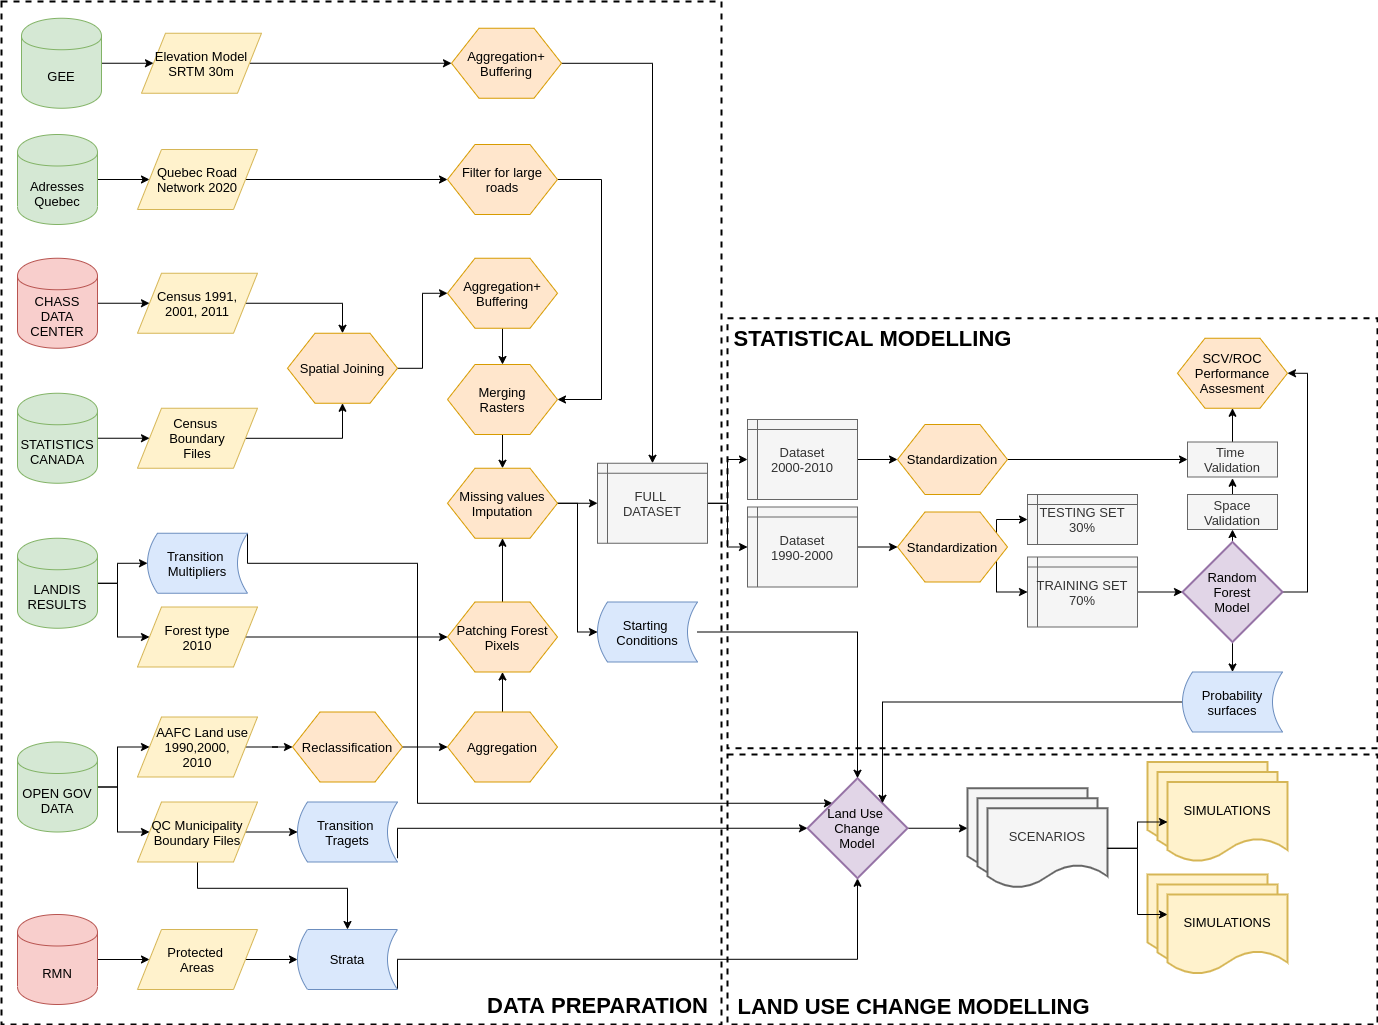 GEE
Elevation Model
SRTM 30m
Aggregation+
Buffering
Adresses
Quebec
Quebec Road
Network 2020
Filter for large
roads
CHASS
DATA
CENTER
Census 1991,
2001, 2011
Spatial Joining
Aggregation+
Buffering
Merging
Rasters
STATISTICS
CANADA
Census
Boundary
Files
Missing values
Imputation
FULL
DATASET
LANDIS
RESULTS
Transition
Multipliers
Forest type
2010
Patching Forest
Pixels
Starting
Conditions
OPEN GOV
DATA
AAFC Land use
1990,2000,
2010
Reclassification
Aggregation
QC Municipality
Boundary Files
Transition
Tragets
RMN
Protected
Areas
Strata
DATA PREPARATION
STATISTICAL MODELLING
Dataset
2000-2010
Standardization
Dataset
1990-2000
Standardization
TESTING SET
30%
TRAINING SET
70%
SCV/ROC
Performance
Assesment
Time
Validation
Space
Validation
Random
Forest
Model
Probability
surfaces
Land Use
Change
Model
SCENARIOS
SIMULATIONS
SIMULATIONS
LAND USE CHANGE MODELLING